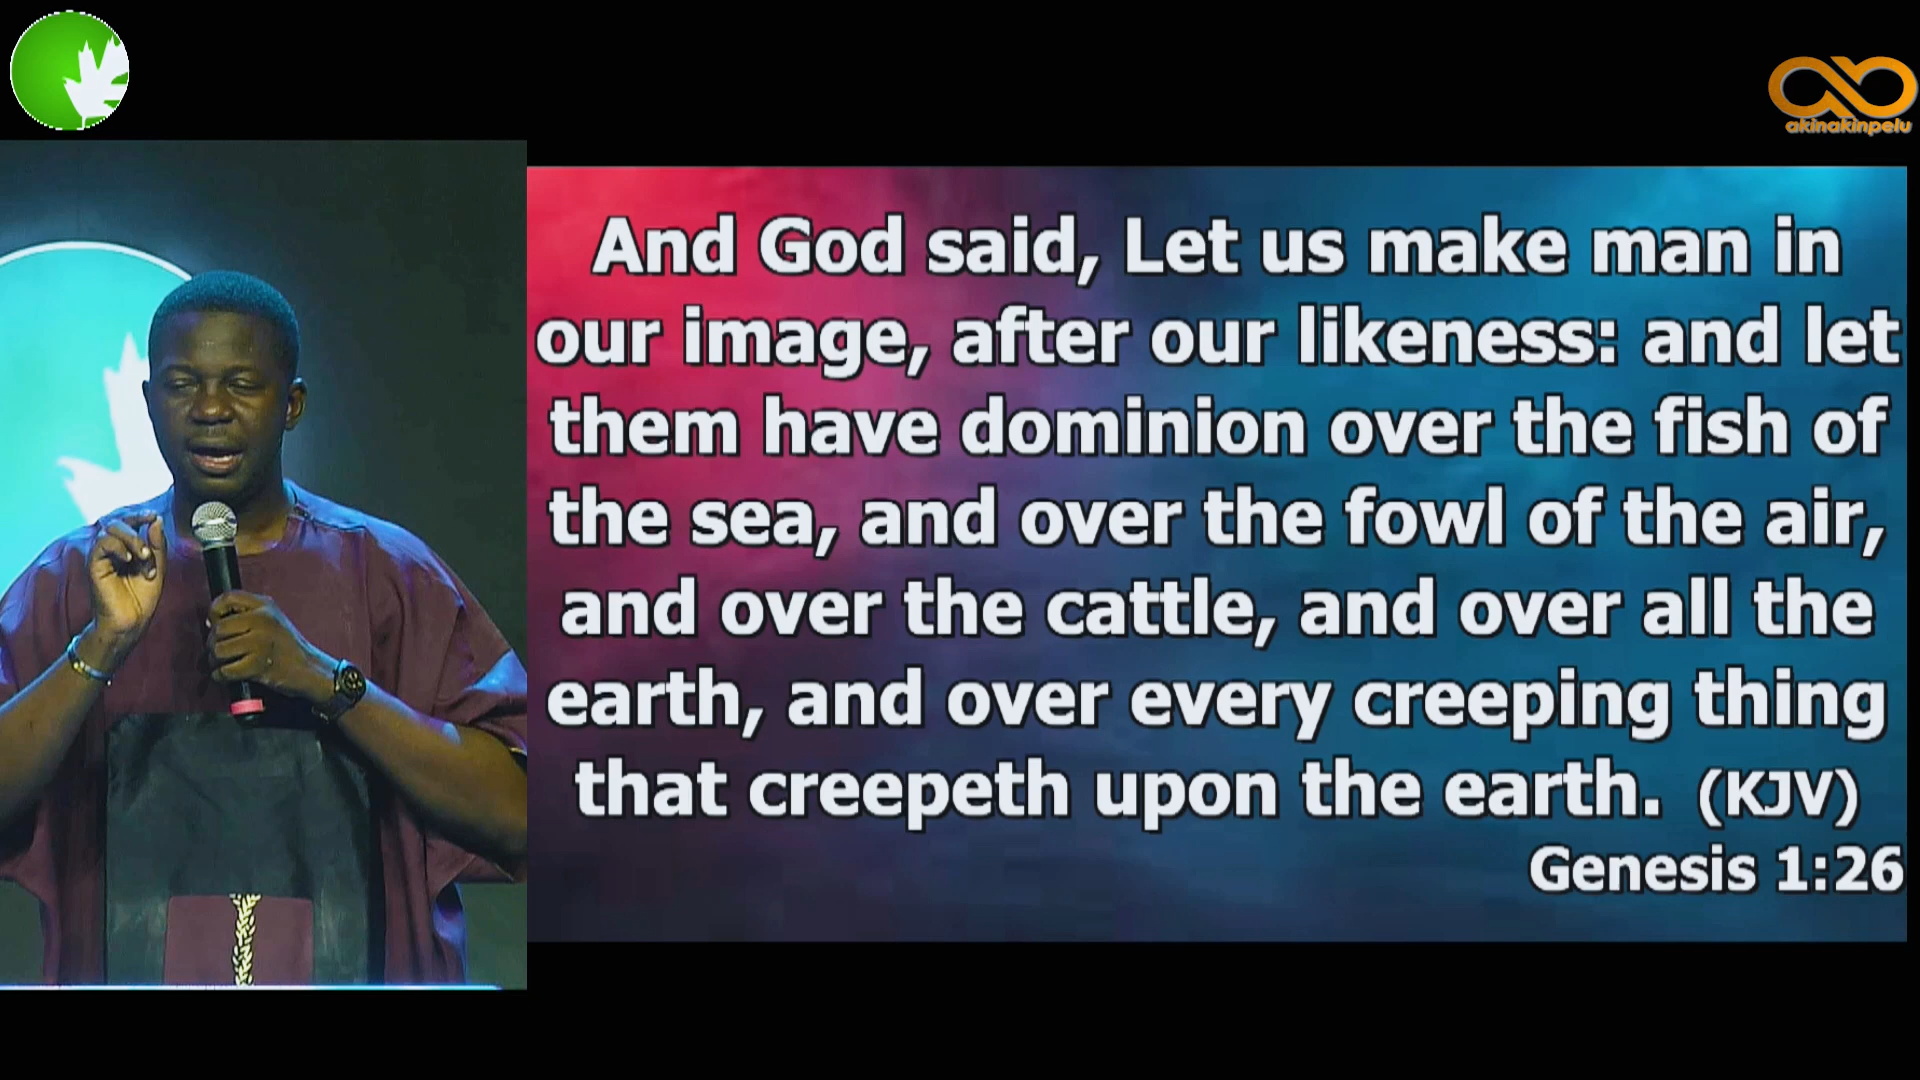 akinakinpelu
And God said, Let us make man in
our image, after our likeness: and let
them have dominion over the fish of
the sea, and over the fowl of the air,
and over the cattle, and over all the
earth, and over every creeping thing
that creepeth upon the earth. (KJV)
Genesis 1:26